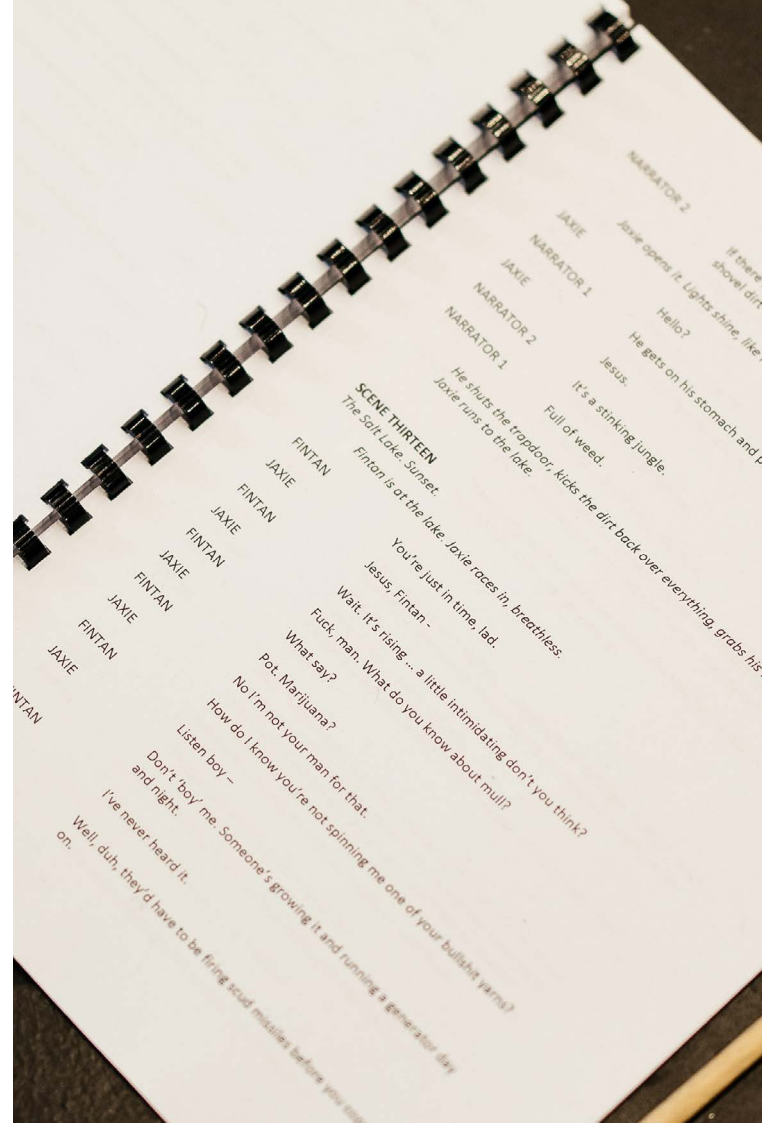 NARRATOR 2 If there
shovel dirt
Jaxie opens it. Lights shine, like
JAXIE Hello?
NARRATOR 1 He gets on his stomach and p
JAXIE Jesus.
NARRATOR 2 It's a stinking jungle.
NARRATOR 1 Full of weed.
He shuts the trapdoor, kicks the dirt back over everything, grabs his
Jaxie runs to the lake.
SCENE THIRTEEN
The Salt Lake. Sunset.
Fintan is at the lake. Jaxie races in, breathless.
FINTAN You're just in time, lad.
JAXIE Jesus, Fintan -
FINTAN Wait. It's rising ... a little intimidating don't you think?
JAXIE Fuck, man. What do you know about mull?
FINTAN What say?
JAXIE Pot. Marijuana?
FINTAN No I'm not your man for that.
JAXIE How do I know you're not spinning me one of your bullshit yarns?
FINTAN Listen boy –
JAXIE Don't 'boy' me. Someone's growing it and running a generator day
and night.
INTAN I've never heard it.
Well, duh, they'd have to be firing scud missiles before you
on.